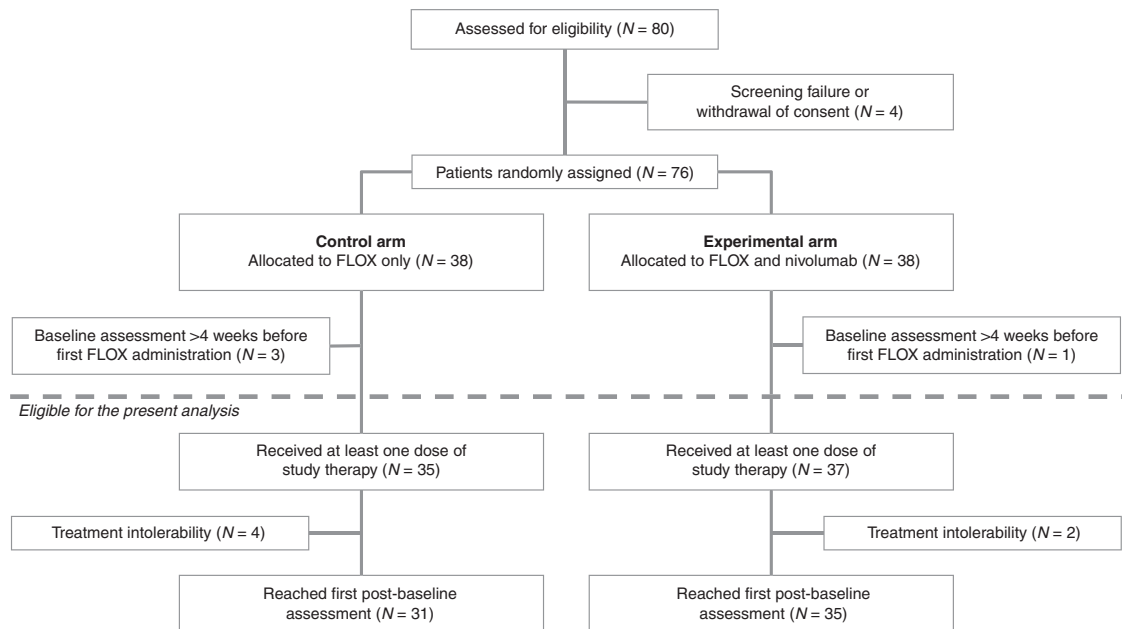 Assessed for eligibility (N = 80)
Screening failure or
withdrawal of consent (N = 4)
Patients randomly assigned (N = 76)
Control arm
Allocated to FLOX only (N = 38)
Experimental arm
Allocated to FLOX and nivolumab (N = 38)
Baseline assessment >4 weeks before
first FLOX administration (N = 3)
Baseline assessment >4 weeks before
first FLOX administration (N = 1)
Eligible for the present analysis
Received at least one dose of
study therapy (N = 35)
Received at least one dose of
study therapy (N = 37)
Treatment intolerability (N = 4)
Treatment intolerability (N = 2)
Reached first post-baseline
assessment (N = 31)
Reached first post-baseline
assessment (N = 35)